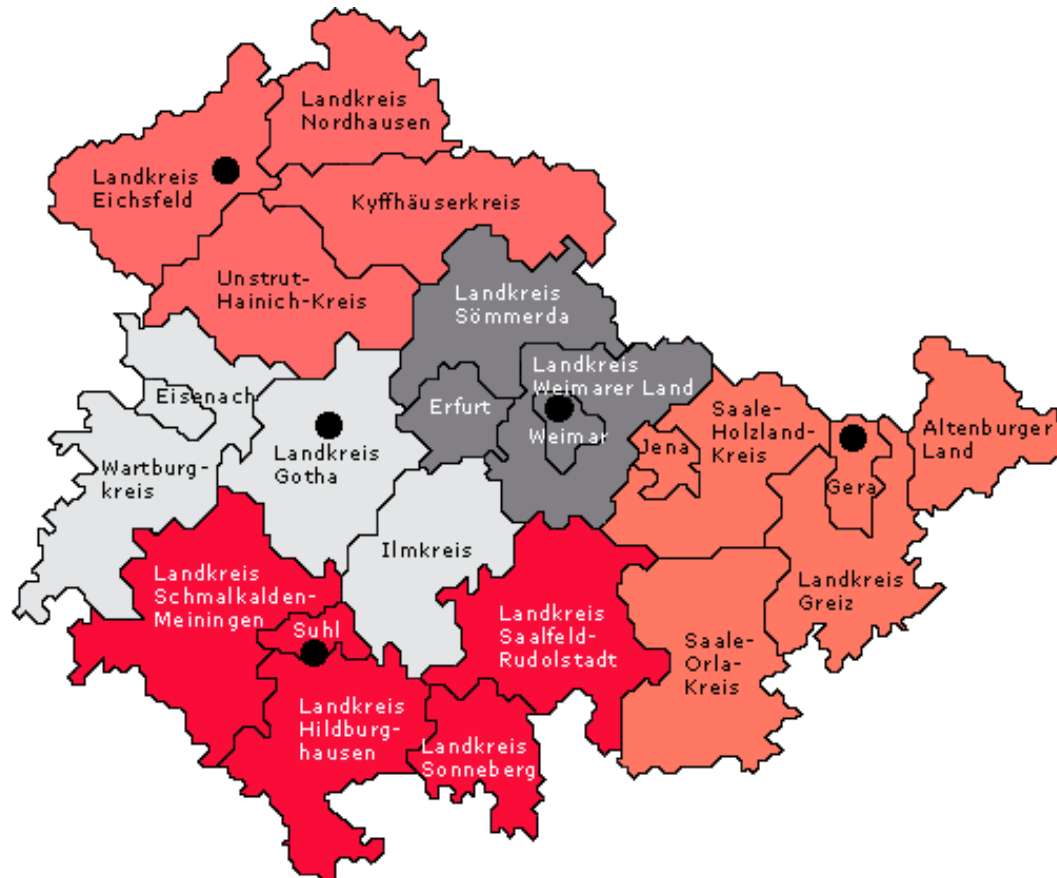 Landkreis
Nordhausen
Landkreis
Eichsfeld
Kyffhäuserkreis
Unstrut-
Hainich-Kreis
Landkreis
Sömmerda
Landkreis
Weimarer Land
Eisenach
Erfurt
Weimar
Saale-
Holzland-
Kreis
Altenburger
Land
Jena
Wartburg-
kreis
Landkreis
Gotha
Gera
Ilmkreis
Landkreis
Schmalkalden-
Meiningen
Landkreis
Greiz
Suhl
Landkreis
Saalfeld-
Rudolstadt
Saale-
Orla-
Kreis
Landkreis
Hildburg-
hausen
Landkreis
Sonneberg